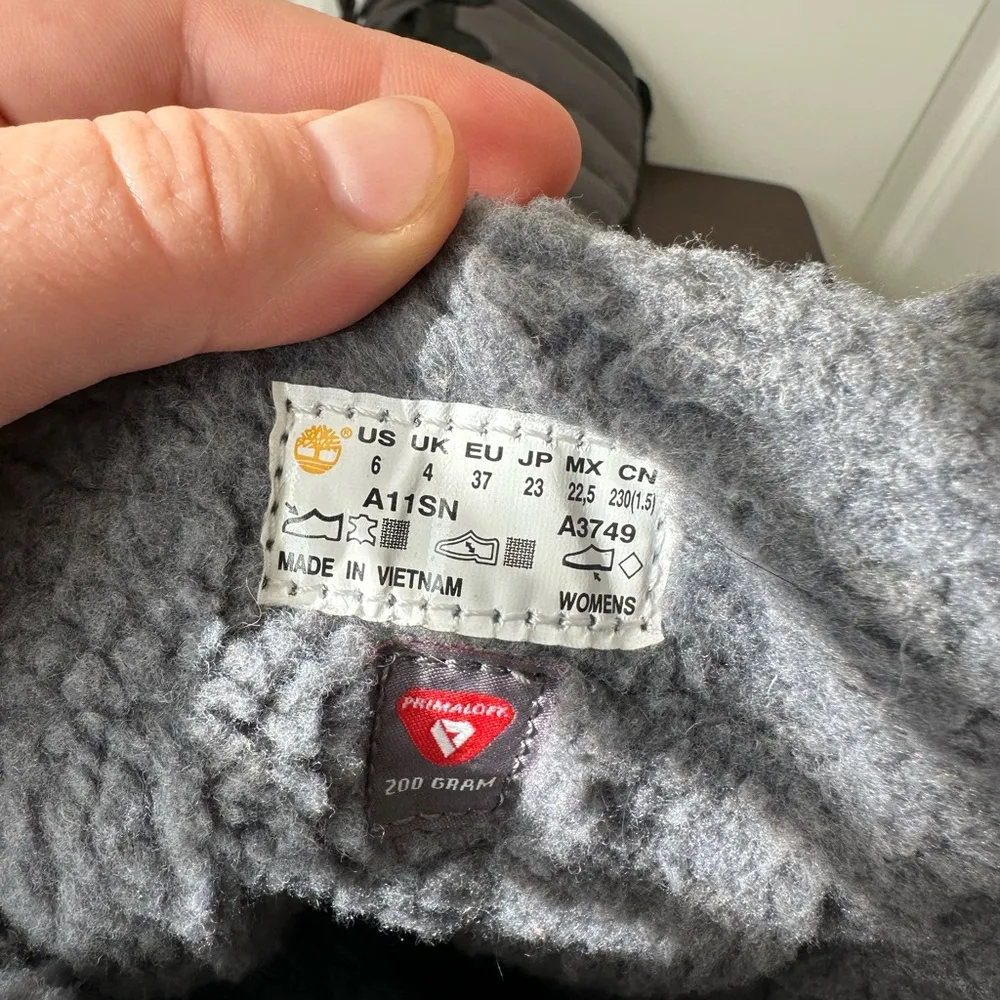 ® US UK EU JP MX CN
6 4 37 23 22,5 230(1.5)
A11SN A3749
MADE IN VIETNAM WOMENS
PRIMALOFT
200 GRAM